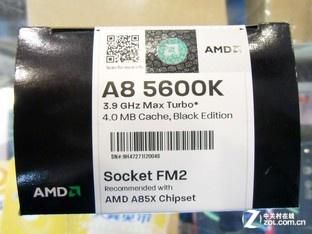 AMD
A8 5600K
3.9 GHz Max Turbo*
4.0 MB Cache, Black Edition
Socket FM2
Recommended with
AMD A85X Chipset
AMD
中关村在线
ZOL.COM.CN